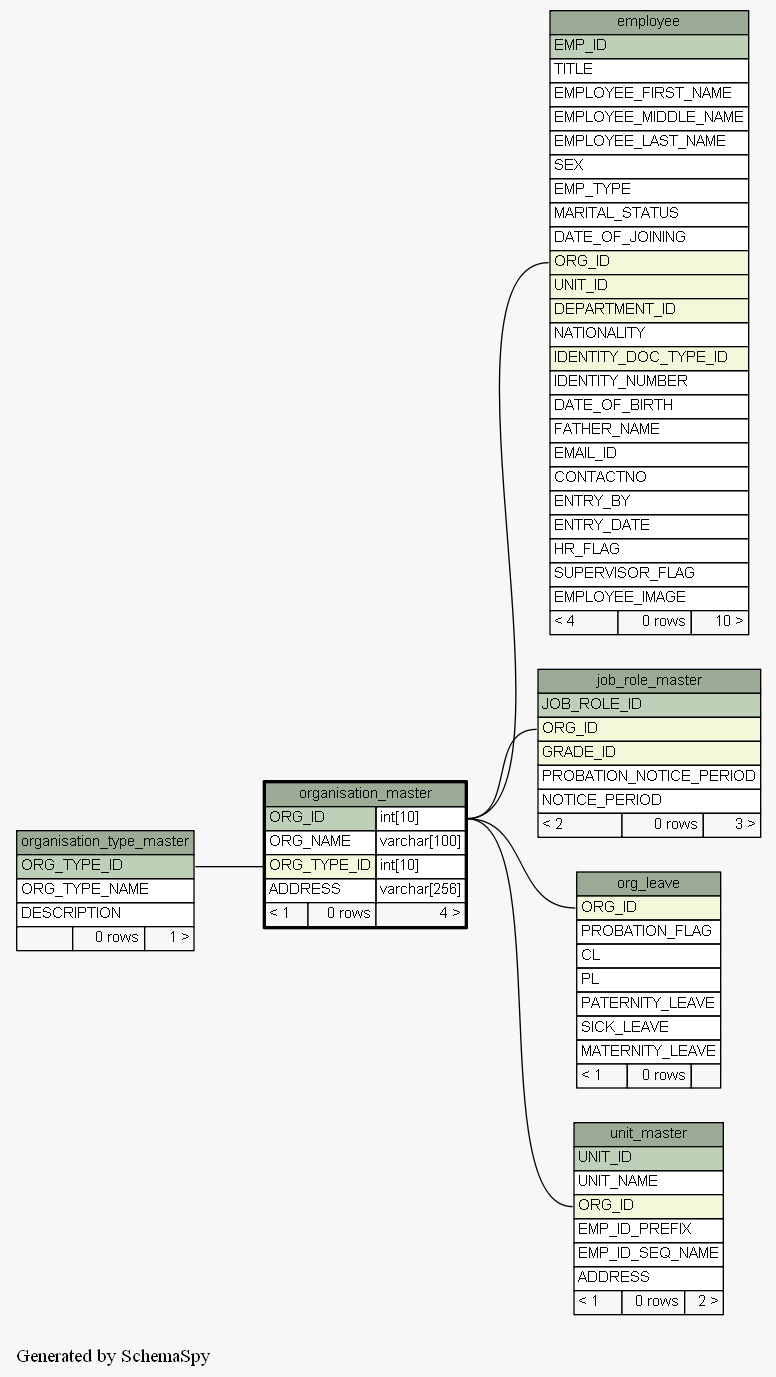 employee
EMP_ID
TITLE
EMPLOYEE_FIRST_NAME
EMPLOYEE_MIDDLE_NAME
EMPLOYEE_LAST_NAME
SEX
EMP_TYPE
MARITAL_STATUS
DATE_OF_JOINING
ORG_ID
UNIT_ID
DEPARTMENT_ID
NATIONALITY
IDENTITY_DOC_TYPE_ID
IDENTITY_NUMBER
DATE_OF_BIRTH
FATHER_NAME
EMAIL_ID
CONTACTNO
ENTRY_BY
ENTRY_DATE
HR_FLAG
SUPERVISOR_FLAG
EMPLOYEE_IMAGE
< 4 0 rows 10 >
job_role_master
JOB_ROLE_ID
ORG_ID
GRADE_ID
PROBATION_NOTICE_PERIOD
NOTICE_PERIOD
< 2 0 rows 3 >
organisation_master
ORG_ID int[10]
ORG_NAME varchar[100]
ORG_TYPE_ID int[10]
ADDRESS varchar[256]
< 1 0 rows 4 >
organisation_type_master
ORG_TYPE_ID
ORG_TYPE_NAME
DESCRIPTION
0 rows 1 >
org_leave
ORG_ID
PROBATION_FLAG
CL
PL
PATERNITY_LEAVE
SICK_LEAVE
MATERNITY_LEAVE
< 1 0 rows
unit_master
UNIT_ID
UNIT_NAME
ORG_ID
EMP_ID_PREFIX
EMP_ID_SEQ_NAME
ADDRESS
< 1 0 rows 2 >
Generated by SchemaSpy